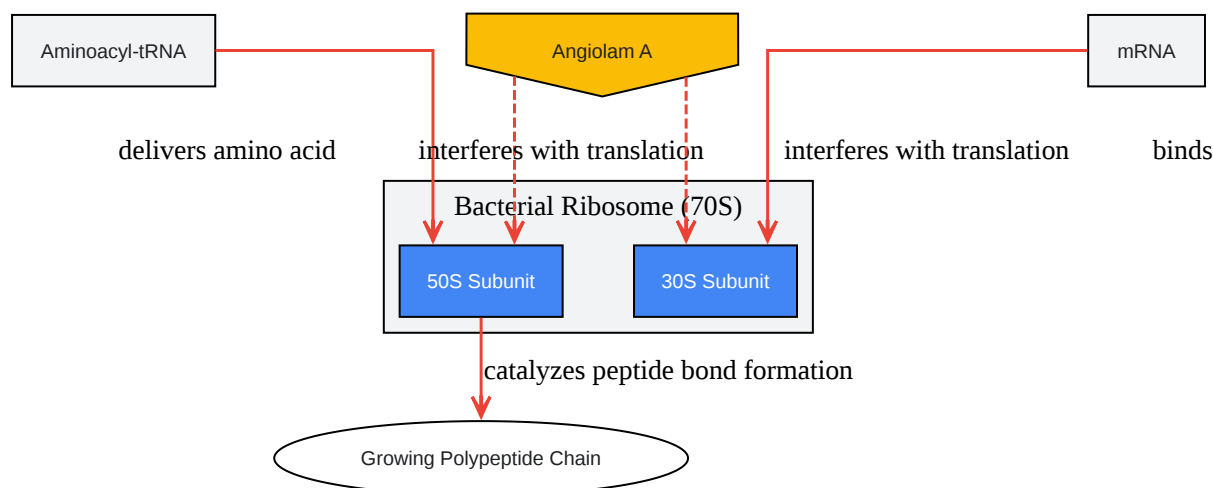 Aminoacyl-tRNA
Angiolam A
mRNA
delivers amino acid
interferes with translation
interferes with translation
binds
Bacterial Ribosome (70S)
50S Subunit
30S Subunit
catalyzes peptide bond formation
Growing Polypeptide Chain